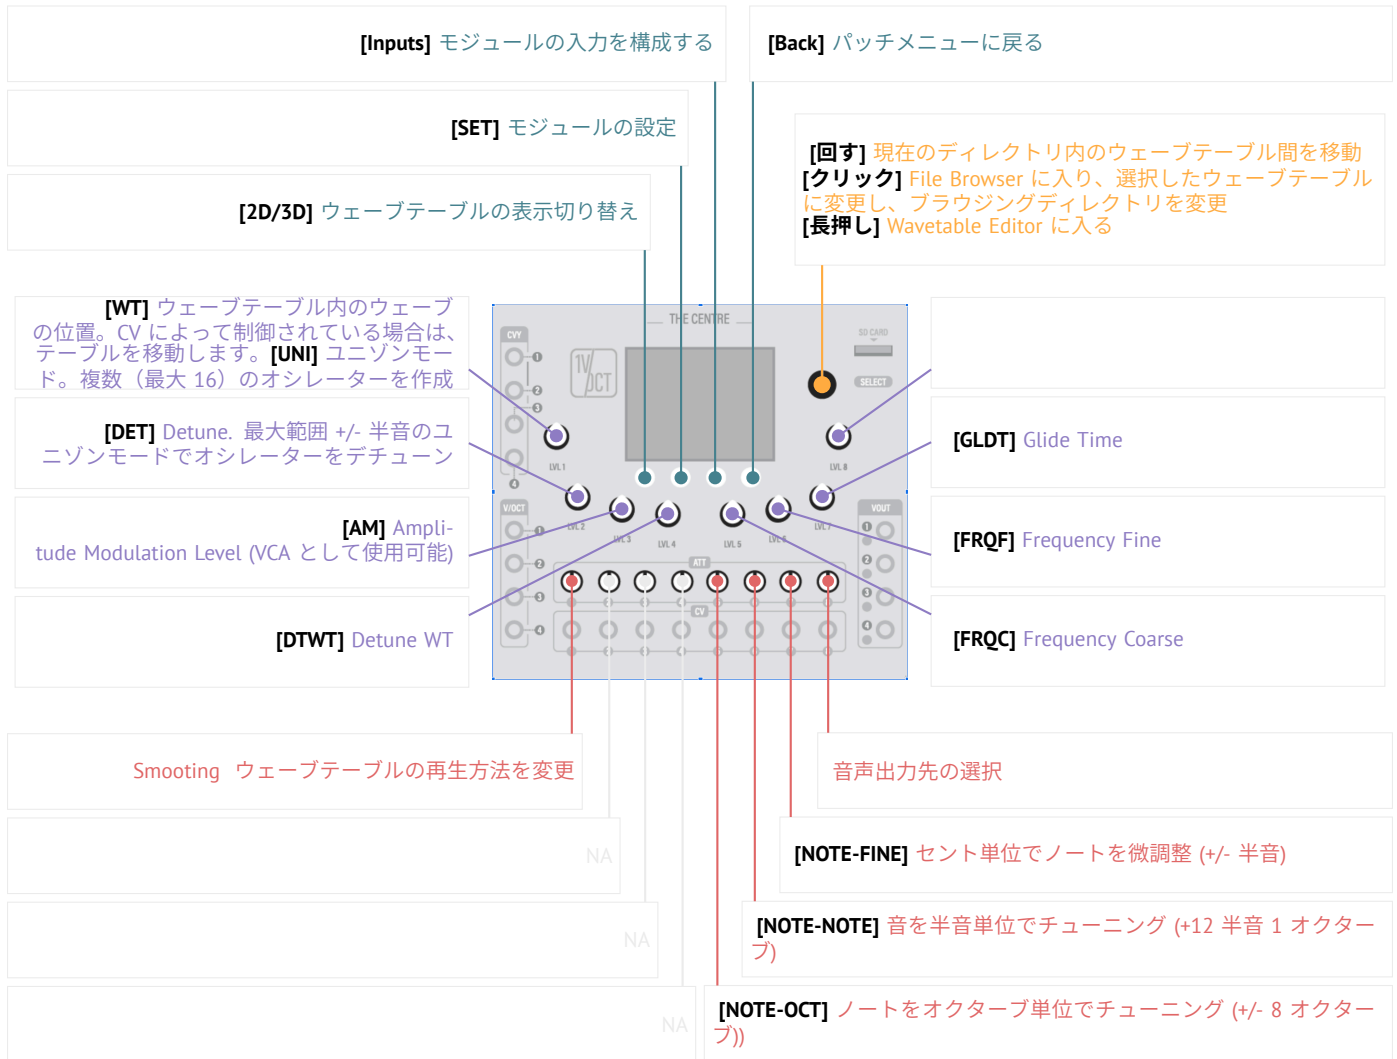 [Inputs] モジュールの入力を構成する
[Back] パッチメニューに戻る
[SET] モジュールの設定
[2D/3D] ウェーブテーブルの表示切り替え
[回す] 現在のディレクトリ内のウェーブテーブル間を移動
[クリック] File Browser に入り、選択したウェーブテーブル
に変更し、ブラウジングディレクトリを変更
[長押し] Wavetable Editor に入る
[WT] ウェーブテーブル内のウェーブ
の位置。CV によって制御されている場合は、
テーブルを移動します。[UNI] ユニゾンモー
ド。複数（最大 16）のオシレーターを作成
[DET] Detune. 最大範囲 +/- 半音のユ
ニゾンモードでオシレーターをデチューン
[AM] Ampli-
tude Modulation Level (VCA として使用可能)
[DTWT] Detune WT
THE CENTRE
CVY
1
2
3
4
1V/OCT
SD CARD
SELECT
LVL 1
LVL 2
LVL 3
LVL 4
LVL 5
LVL 6
LVL 7
LVL 8
V/OCT
1
2
3
4
ATT
CV
VOUT
1
2
3
4
[GLDT] Glide Time
[FRQF] Frequency Fine
[FRQC] Frequency Coarse
Smooting ウェーブテーブルの再生方法を変更
音声出力先の選択
NA
[NOTE-FINE] セント単位でノートを微調整 (+/- 半音)
NA
[NOTE-NOTE] 音を半音単位でチューニング (+12 半音 1 オクター
ブ)
NA
[NOTE-OCT] ノートをオクターブ単位でチューニング (+/- 8 オクター
ブ))